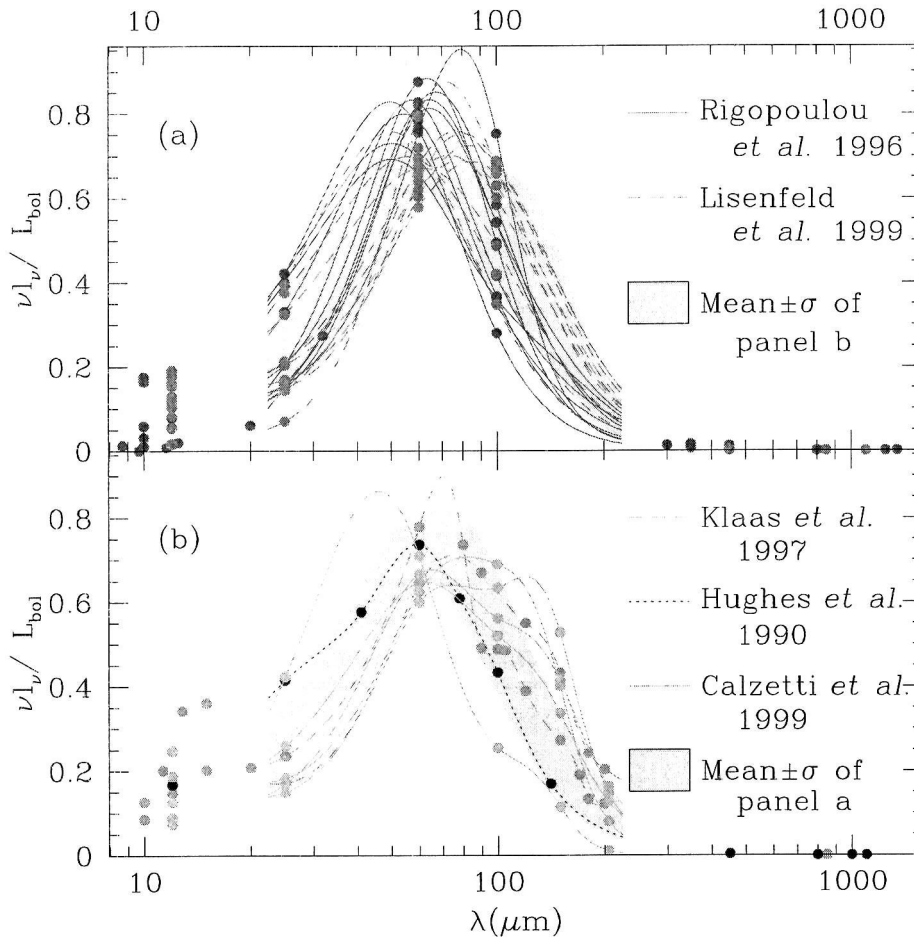 10 100 1000
(a)
Rigopoulou
et al. 1996
Lisenfeld
et al. 1999
Mean±σ of
panel b
νl_ν/ L_bol
0.8
0.6
0.4
0.2
0
(b)
Klaas et al.
1997
Hughes et al.
1990
Calzetti et al.
1999
Mean±σ of
panel a
νl_ν/ L_bol
0.8
0.6
0.4
0.2
0
10 100 1000
λ(μm)